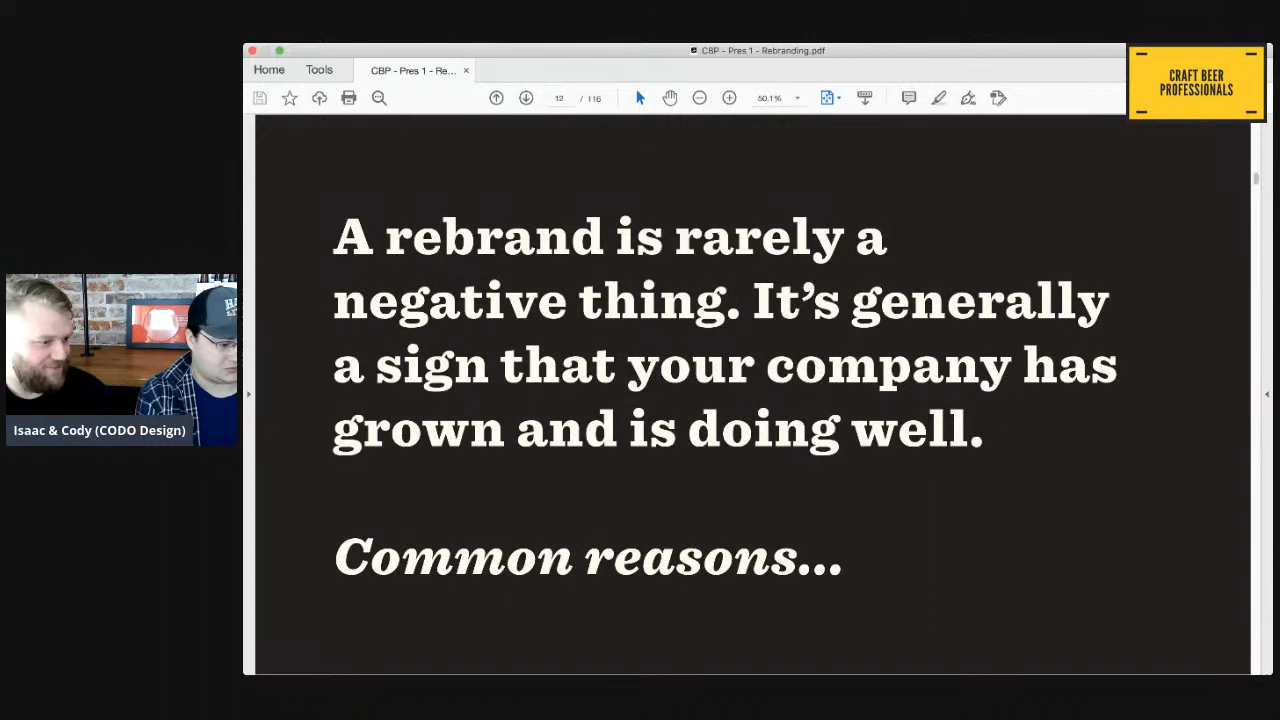 CBP - Pres 1 - Rebranding.pdf
Home
Tools
CBP - Pres 1 - Re...
12 / 116
50.1%
CRAFT BEER
PROFESSIONALS
A rebrand is rarely a
negative thing. It’s generally
a sign that your company has
grown and is doing well.
Common reasons...
Isaac & Cody (CODO Design)